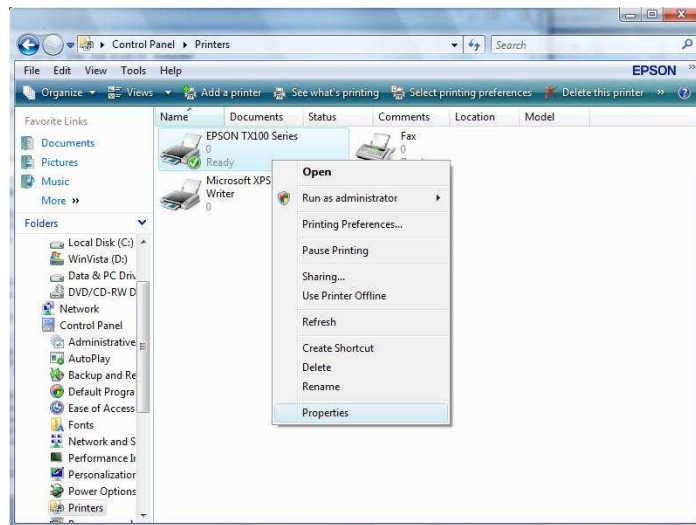 Control Panel Printers
Search
File Edit View Tools Help
EPSON
Organize Views Add a printer See what's printing Select printing preferences Delete this printer
Favorite Links
Name Documents Status Comments Location Model
Documents
Pictures
Music
More
EPSON TX100 Series
0
Ready
Fax
0
Microsoft XPS
Writer
0
Open
Run as administrator
Printing Preferences...
Pause Printing
Sharing...
Use Printer Offline
Refresh
Create Shortcut
Delete
Rename
Properties
Folders
Local Disk (C:)
WinVista (D:)
Data & PC Driv
DVD/CD-RW D
Network
Control Panel
Administrative
AutoPlay
Backup and Re
Default Progra
Ease of Access
Fonts
Network and S
Performance Ir
Personalization
Power Options
Printers